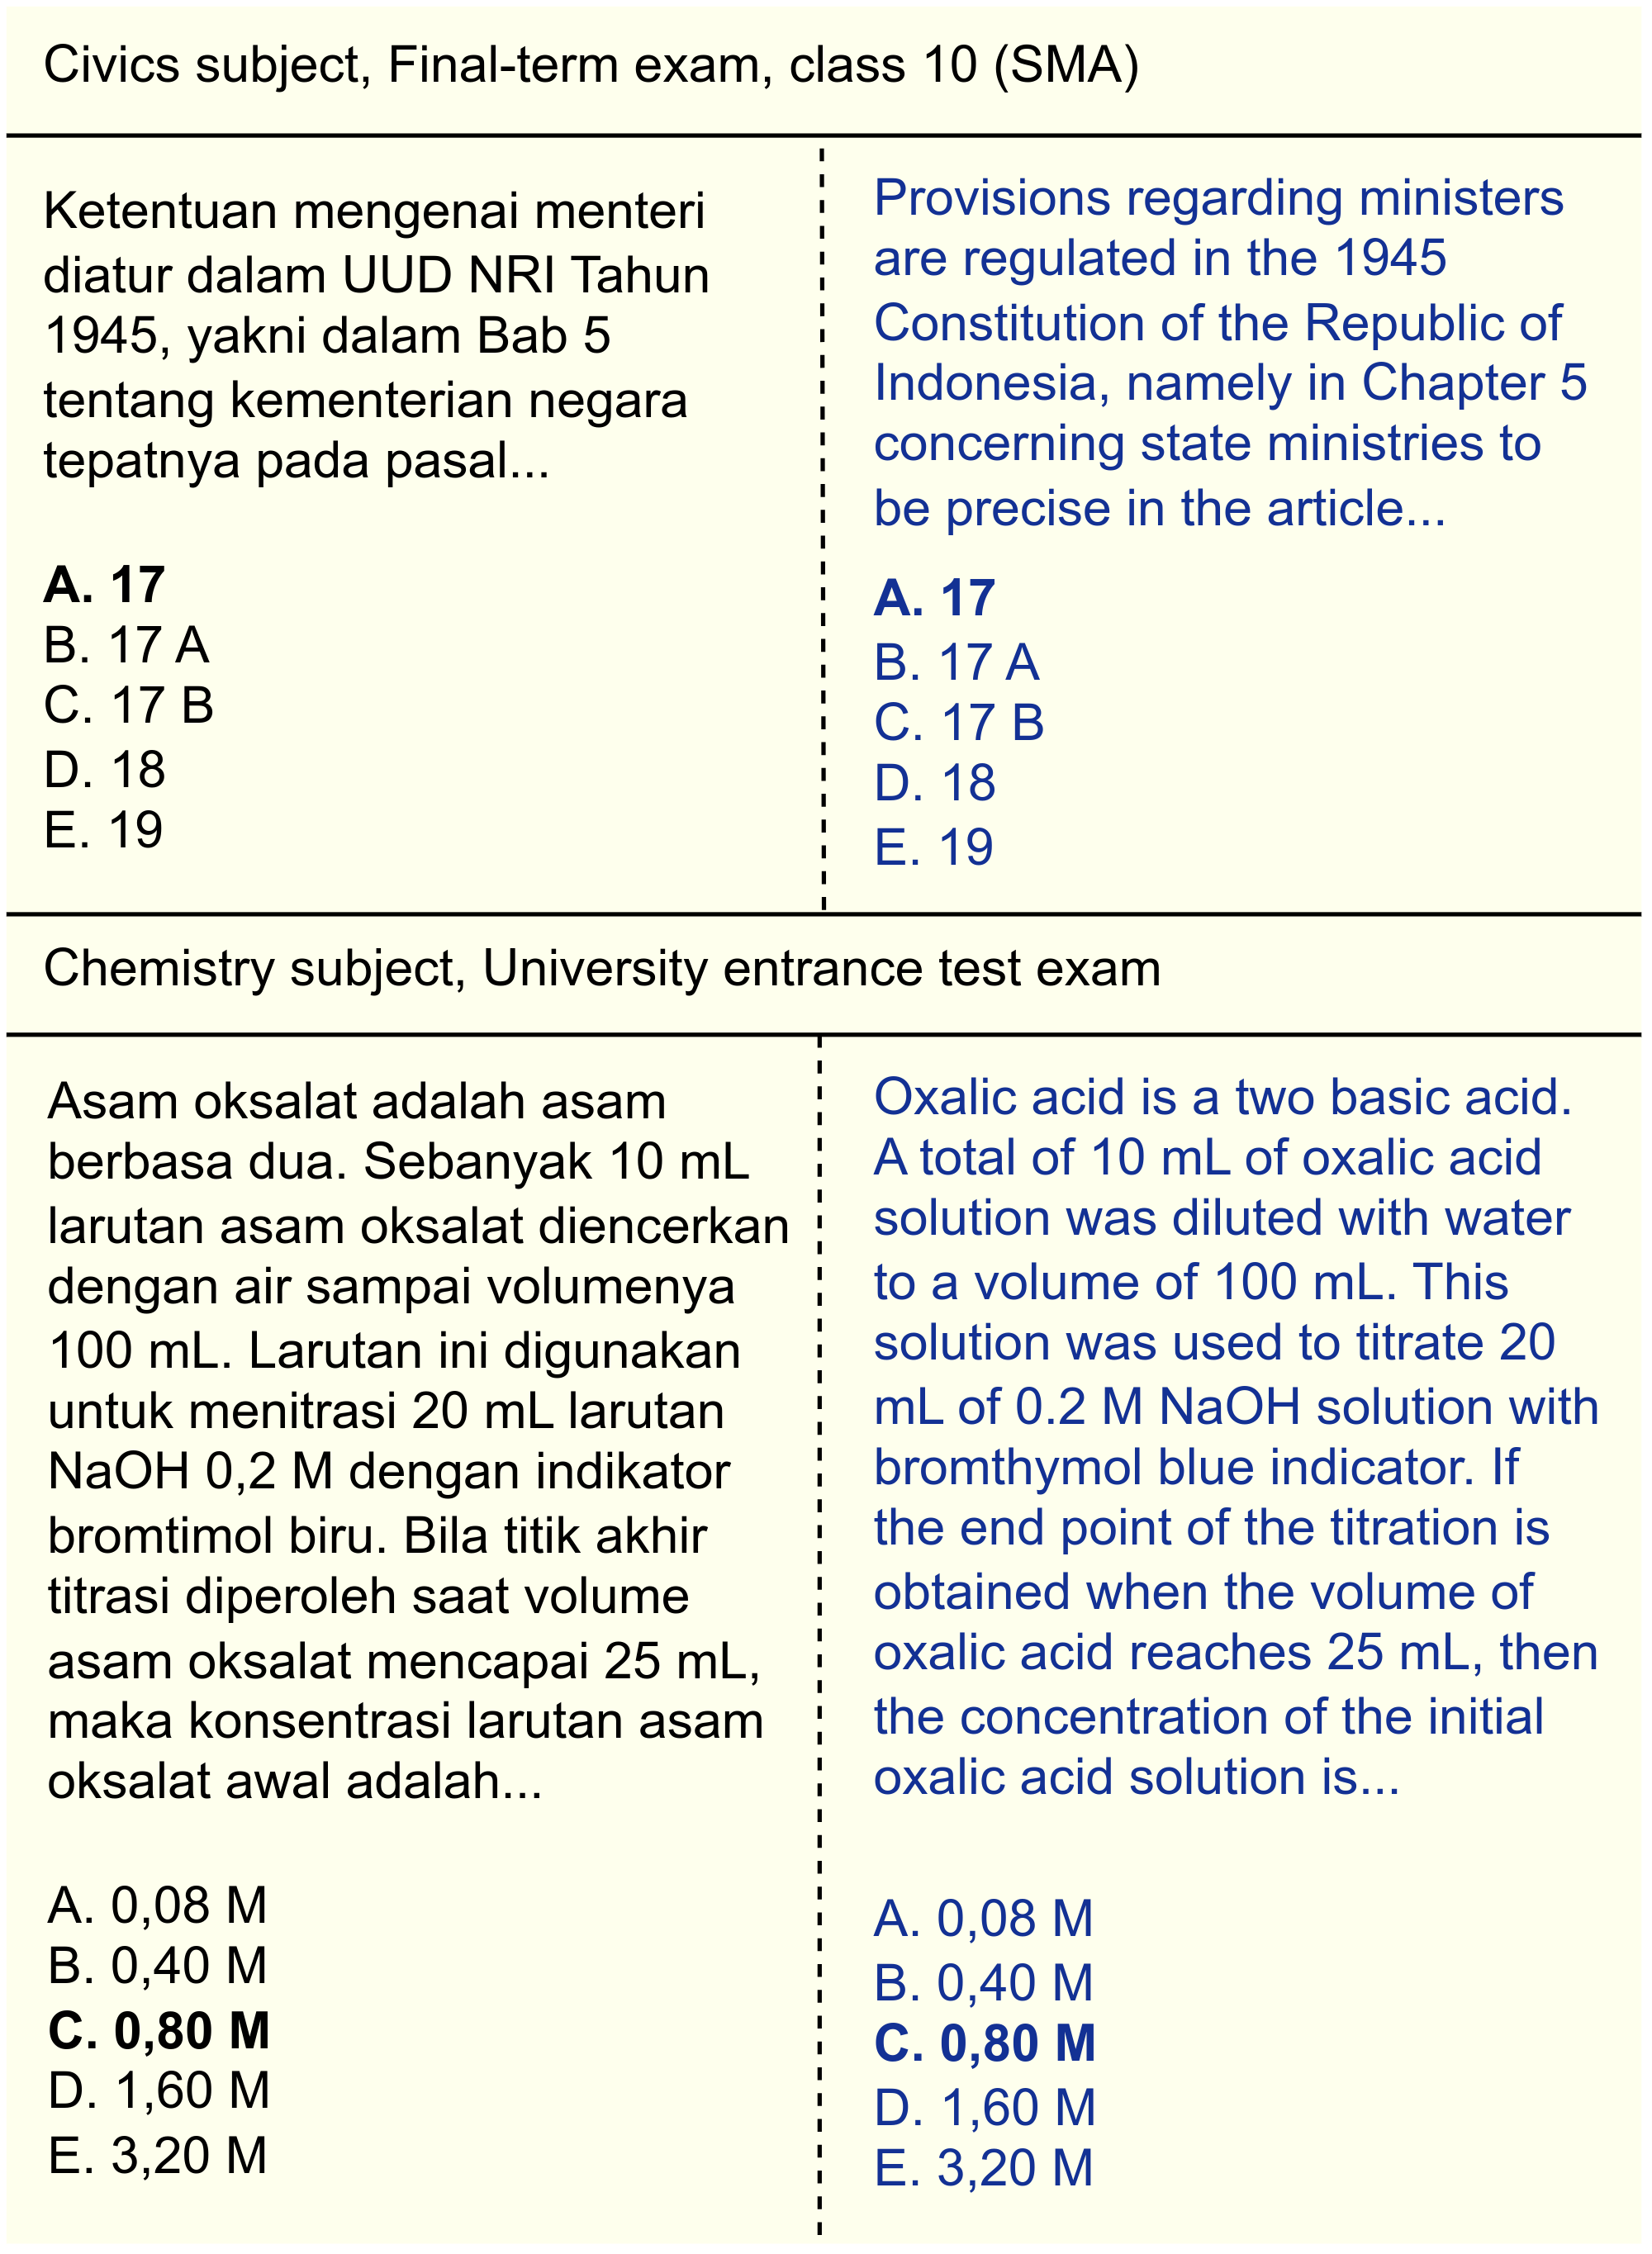 Civics subject, Final-term exam, class 10 (SMA)
Ketentuan mengenai menteri
diatur dalam UUD NRI Tahun
1945, yakni dalam Bab 5
tentang kementerian negara
tepatnya pada pasal...
A. 17
B. 17 A
C. 17 B
D. 18
E. 19
Provisions regarding ministers
are regulated in the 1945
Constitution of the Republic of
Indonesia, namely in Chapter 5
concerning state ministries to
be precise in the article...
A. 17
B. 17 A
C. 17 B
D. 18
E. 19
Chemistry subject, University entrance test exam
Asam oksalat adalah asam
berbasa dua. Sebanyak 10 mL
larutan asam oksalat diencerkan
dengan air sampai volumenya
100 mL. Larutan ini digunakan
untuk menitrasi 20 mL larutan
NaOH 0,2 M dengan indikator
bromtimol biru. Bila titik akhir
titrasi diperoleh saat volume
asam oksalat mencapai 25 mL,
maka konsentrasi larutan asam
oksalat awal adalah...
A. 0,08 M
B. 0,40 M
C. 0,80 M
D. 1,60 M
E. 3,20 M
Oxalic acid is a two basic acid.
A total of 10 mL of oxalic acid
solution was diluted with water
to a volume of 100 mL. This
solution was used to titrate 20
mL of 0.2 M NaOH solution with
bromthymol blue indicator. If
the end point of the titration is
obtained when the volume of
oxalic acid reaches 25 mL, then
the concentration of the initial
oxalic acid solution is...
A. 0,08 M
B. 0,40 M
C. 0,80 M
D. 1,60 M
E. 3,20 M